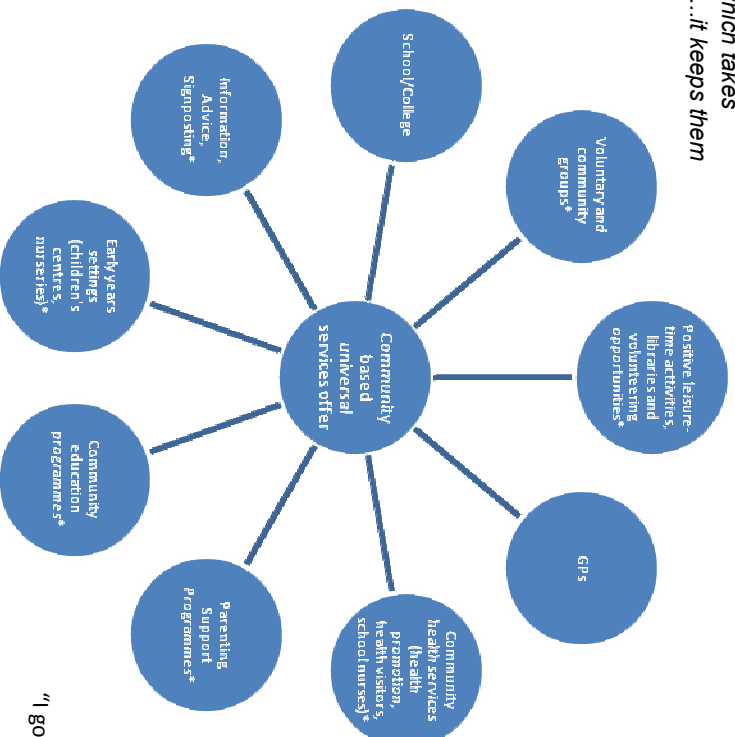 takes
…it keeps them
Positive leisure-
time acttivities,
libraries and
volunteering
opportunities*
Voluntary and
community
groups*
GPs
School/College
Community
health services
(health
promotion,
health visitors,
school nurses)*
Community
based
universal
services offer
Information,
Advice,
Signposting*
Parenting
Support
Programmes*
Early years
settings
(children's
centres,
nurseries)*
Community
education
programmes*
“I go